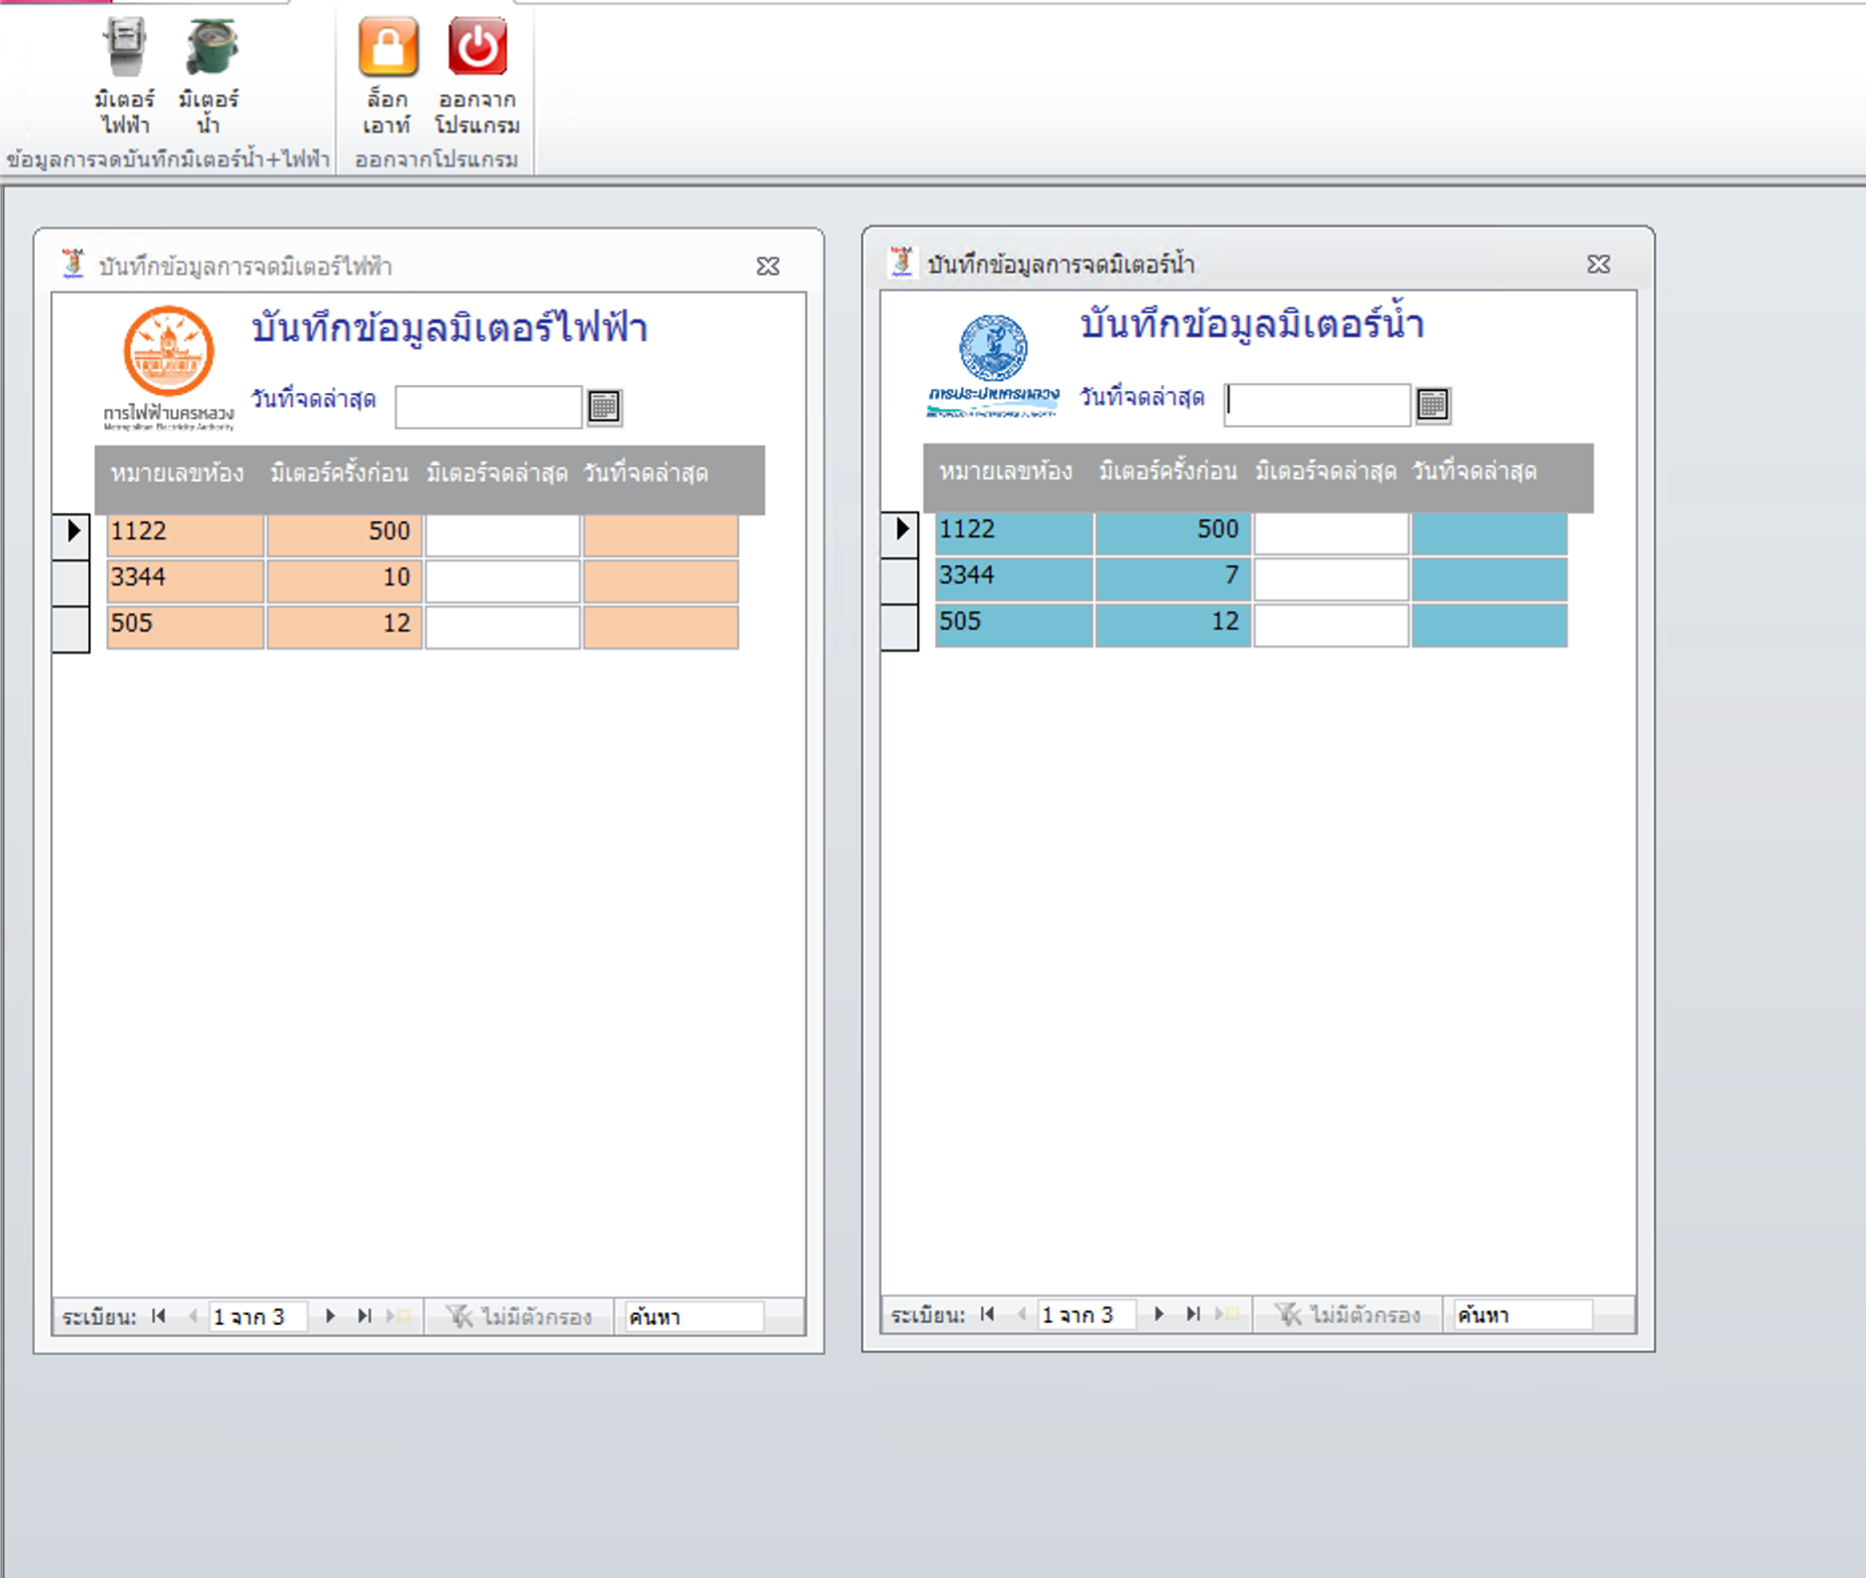 มิเตอร์ไฟฟ้า
มิเตอร์น้ำ
ข้อมูลการจดบันทึกมิเตอร์น้ำ+ไฟฟ้า
ล็อกเอาท์
ออกจากโปรแกรม
ออกจากโปรแกรม
บันทึกข้อมูลการจดมิเตอร์ไฟฟ้า
บันทึกข้อมูลมิเตอร์ไฟฟ้า
การไฟฟ้านครหลวง
Metropolitan Electricity Authority
วันที่จดล่าสุด
หมายเลขห้อง มิเตอร์ครั้งก่อน มิเตอร์จดล่าสุด วันที่จดล่าสุด
1122 500
3344 10
505 12
ระเบียน: 1 จาก 3 ไม่มีตัวกรอง ค้นหา
บันทึกข้อมูลการจดมิเตอร์น้ำ
บันทึกข้อมูลมิเตอร์น้ำ
การประปานครหลวง
วันที่จดล่าสุด
หมายเลขห้อง มิเตอร์ครั้งก่อน มิเตอร์จดล่าสุด วันที่จดล่าสุด
1122 500
3344 7
505 12
ระเบียน: 1 จาก 3 ไม่มีตัวกรอง ค้นหา